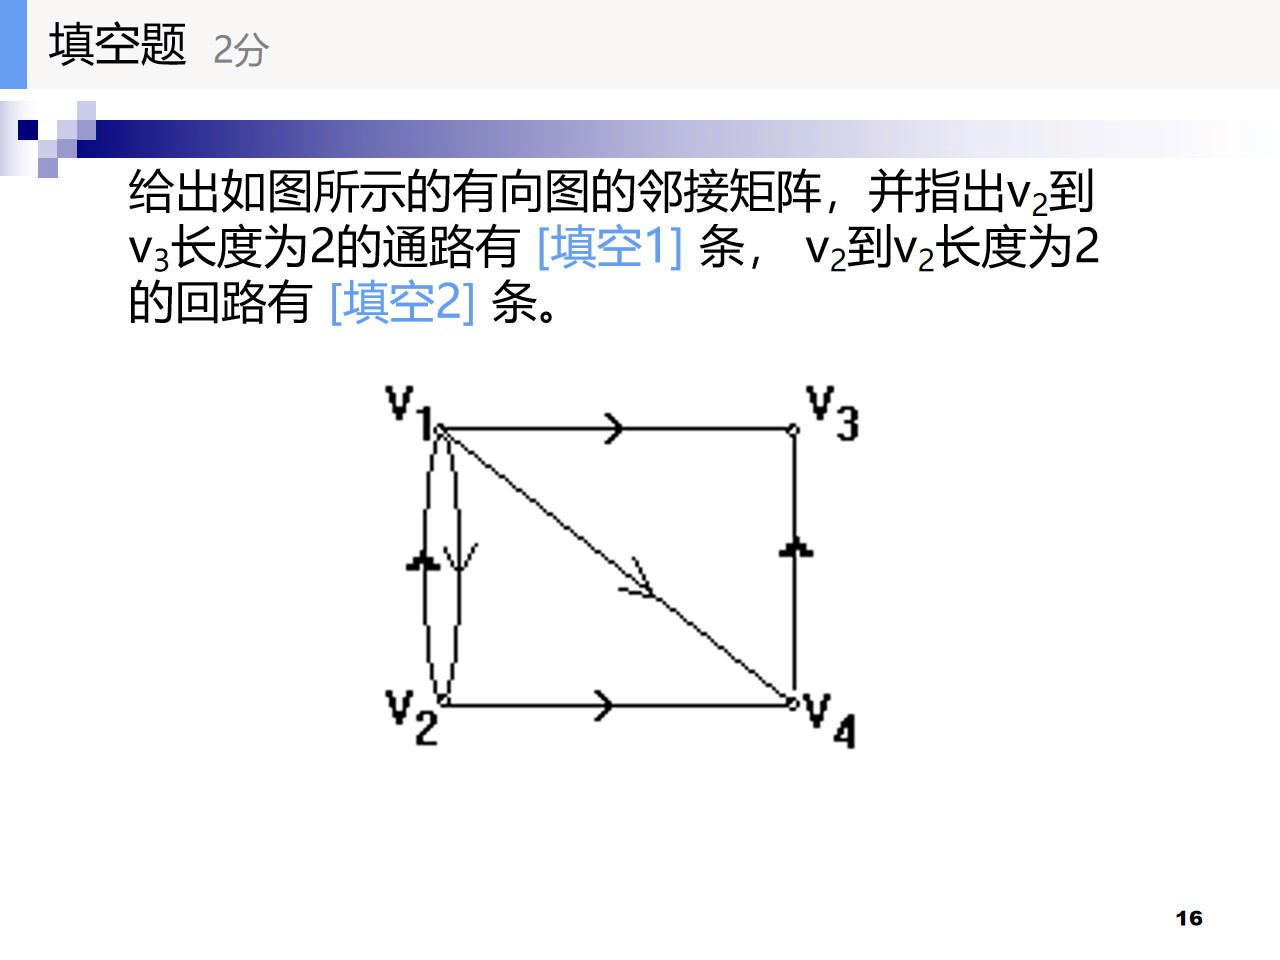 填空题 2分
给出如图所示的有向图的邻接矩阵，并指出v₂到
v₃长度为2的通路有 [填空1] 条， v₂到v₂长度为2
的回路有 [填空2] 条。
v₁ v₃
v₂ v₄
16